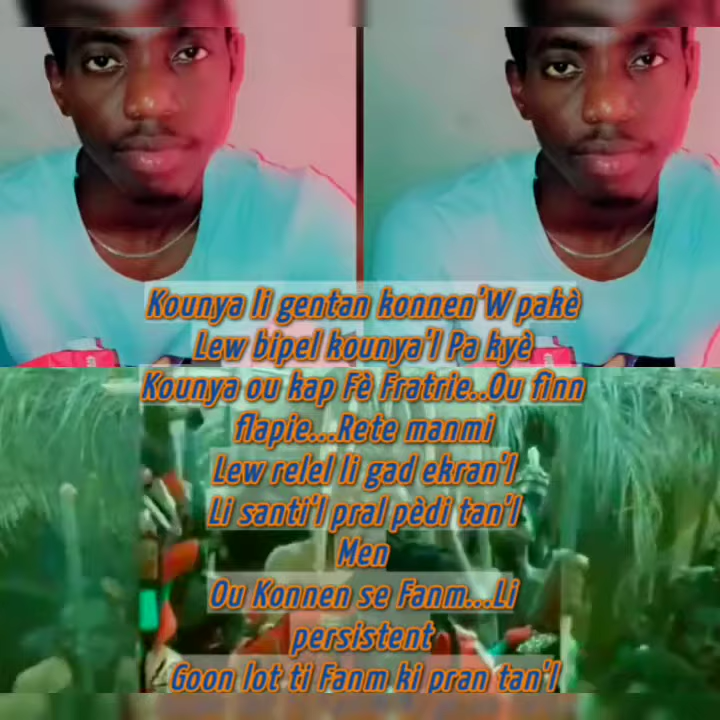 Kounya li gentan konnen'W pakè
Lew bipel kounya'l Pa kyè
Kounya ou kap Fè Fratrie..Ou finn
flapie...Rete manmi
Lew relel li gad ekran'l
Li santi'l pral pèdi tan'l
Men
Ou Konnen se Fanm...Li
persistent
Goon lot ti Fanm ki pran tan'l